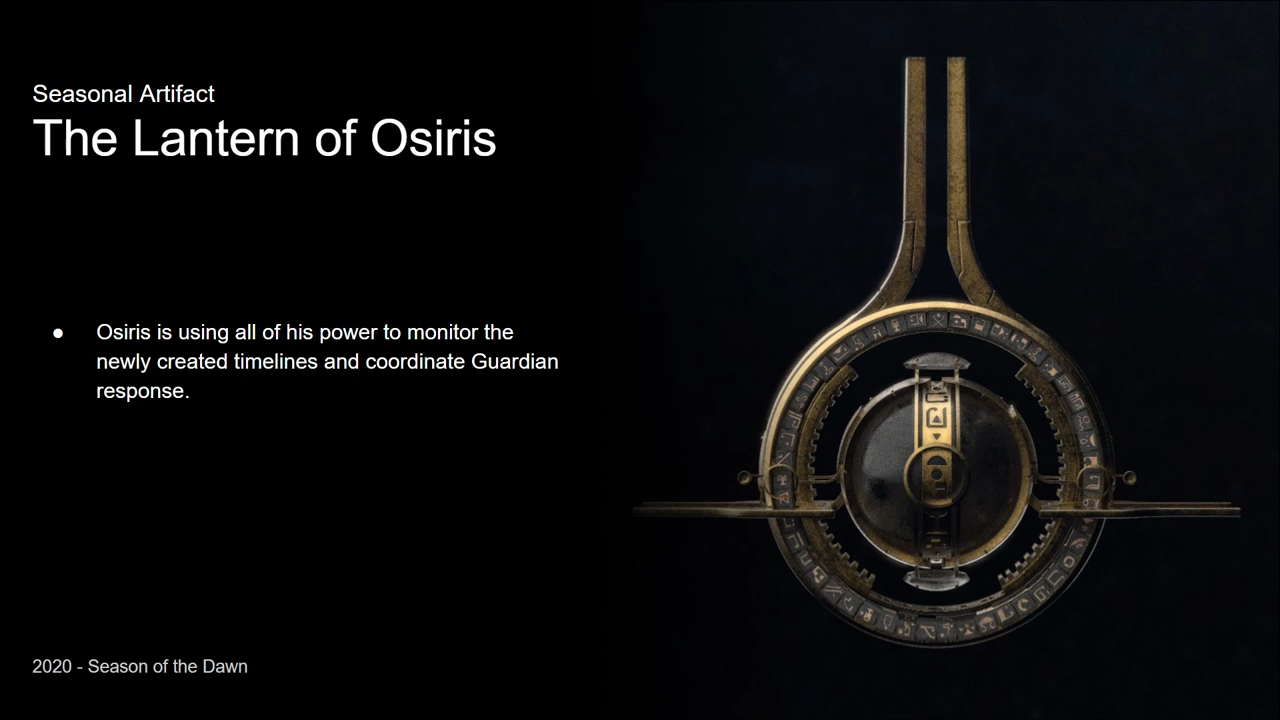 Seasonal Artifact
The Lantern of Osiris
● Osiris is using all of his power to monitor the
newly created timelines and coordinate Guardian
response.
2020 - Season of the Dawn